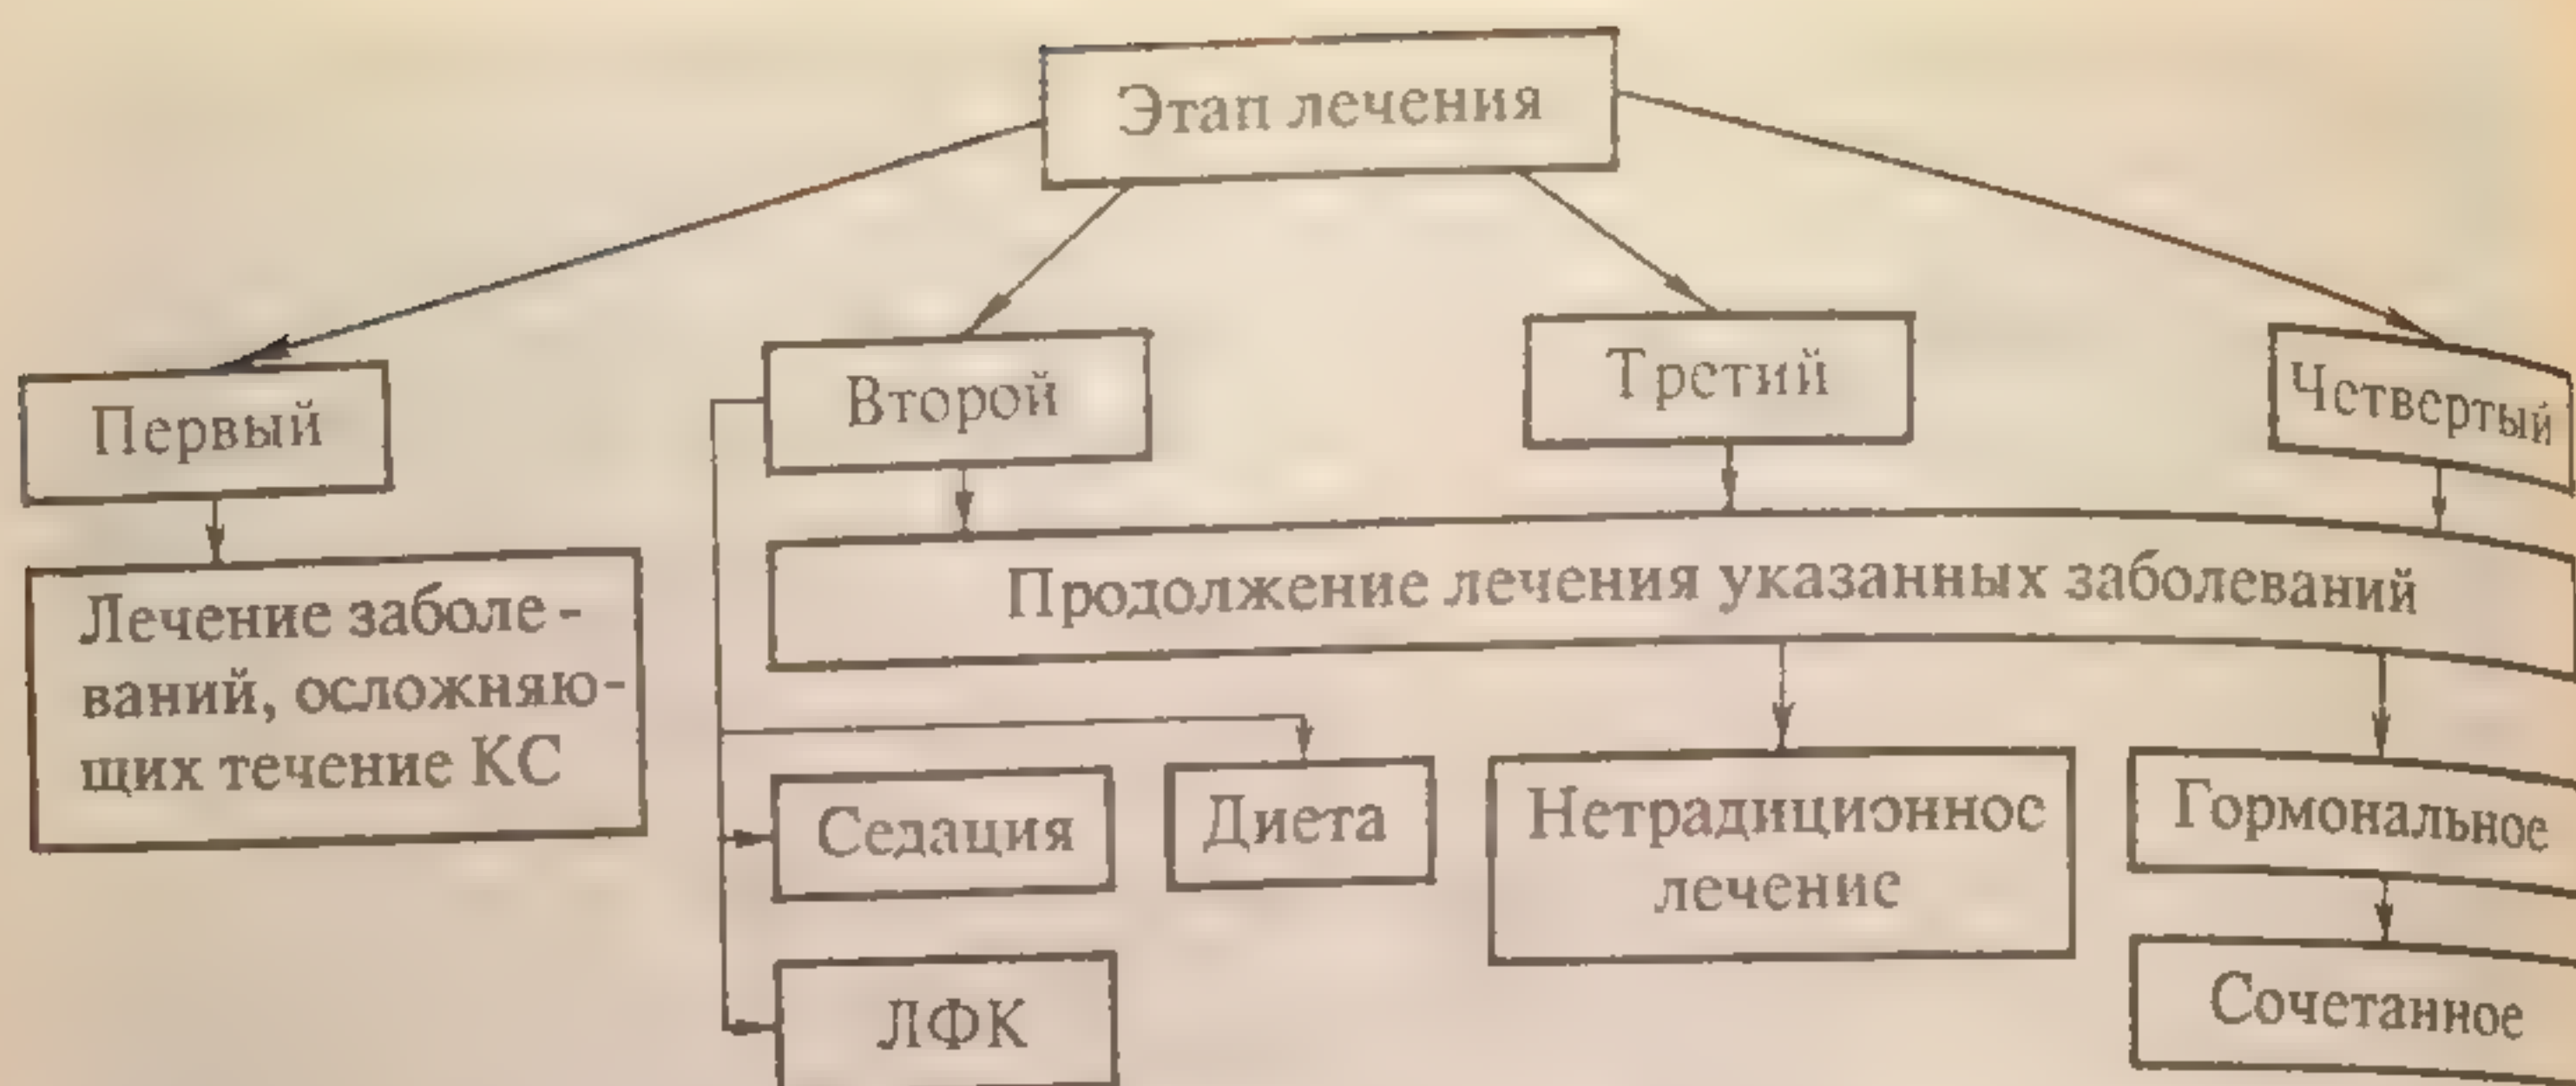 Этап лечения
Первый
Второй
Третий
Четвертый
Лечение заболе-
ваний, осложняю-
щих течение КС
Продолжение лечения указанных заболеваний
Седация
Диета
Нетрадиционное
лечение
Гормональное
ЛФК
Сочетанное